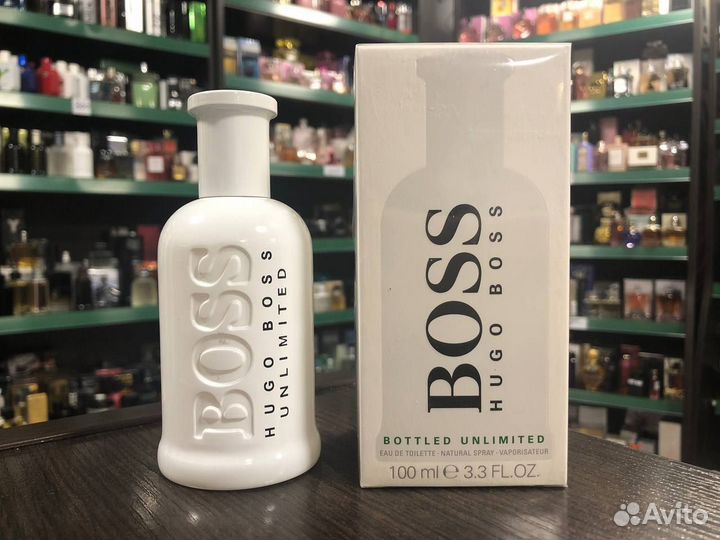 BOSS
HUGO BOSS
UNLIMITED
BOSS
HUGO BOSS
BOTTLED UNLIMITED
EAU DE TOILETTE · NATURAL SPRAY · VAPORISATEUR
100 ml ℮ 3.3 FL.OZ.
Avito